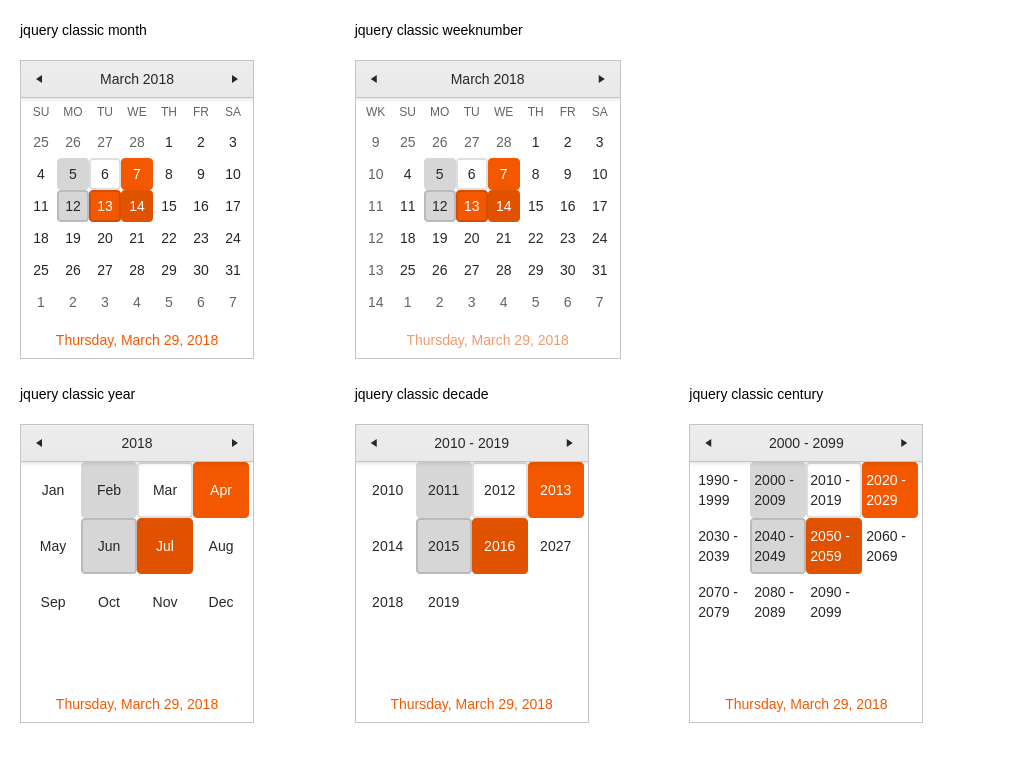 jquery classic month
March 2018
SU MO TU WE TH FR SA
25 26 27 28 1 2 3
4 5 6 7 8 9 10
11 12 13 14 15 16 17
18 19 20 21 22 23 24
25 26 27 28 29 30 31
1 2 3 4 5 6 7
Thursday, March 29, 2018
jquery classic weeknumber
March 2018
WK SU MO TU WE TH FR SA
9 25 26 27 28 1 2 3
10 4 5 6 7 8 9 10
11 11 12 13 14 15 16 17
12 18 19 20 21 22 23 24
13 25 26 27 28 29 30 31
14 1 2 3 4 5 6 7
Thursday, March 29, 2018
jquery classic year
2018
Jan Feb Mar Apr
May Jun Jul Aug
Sep Oct Nov Dec
Thursday, March 29, 2018
jquery classic decade
2010 - 2019
2010 2011 2012 2013
2014 2015 2016 2027
2018 2019
Thursday, March 29, 2018
jquery classic century
2000 - 2099
1990 - 2000 - 2010 - 2020 -
1999 2009 2019 2029
2030 - 2040 - 2050 - 2060 -
2039 2049 2059 2069
2070 - 2080 - 2090 -
2079 2089 2099
Thursday, March 29, 2018